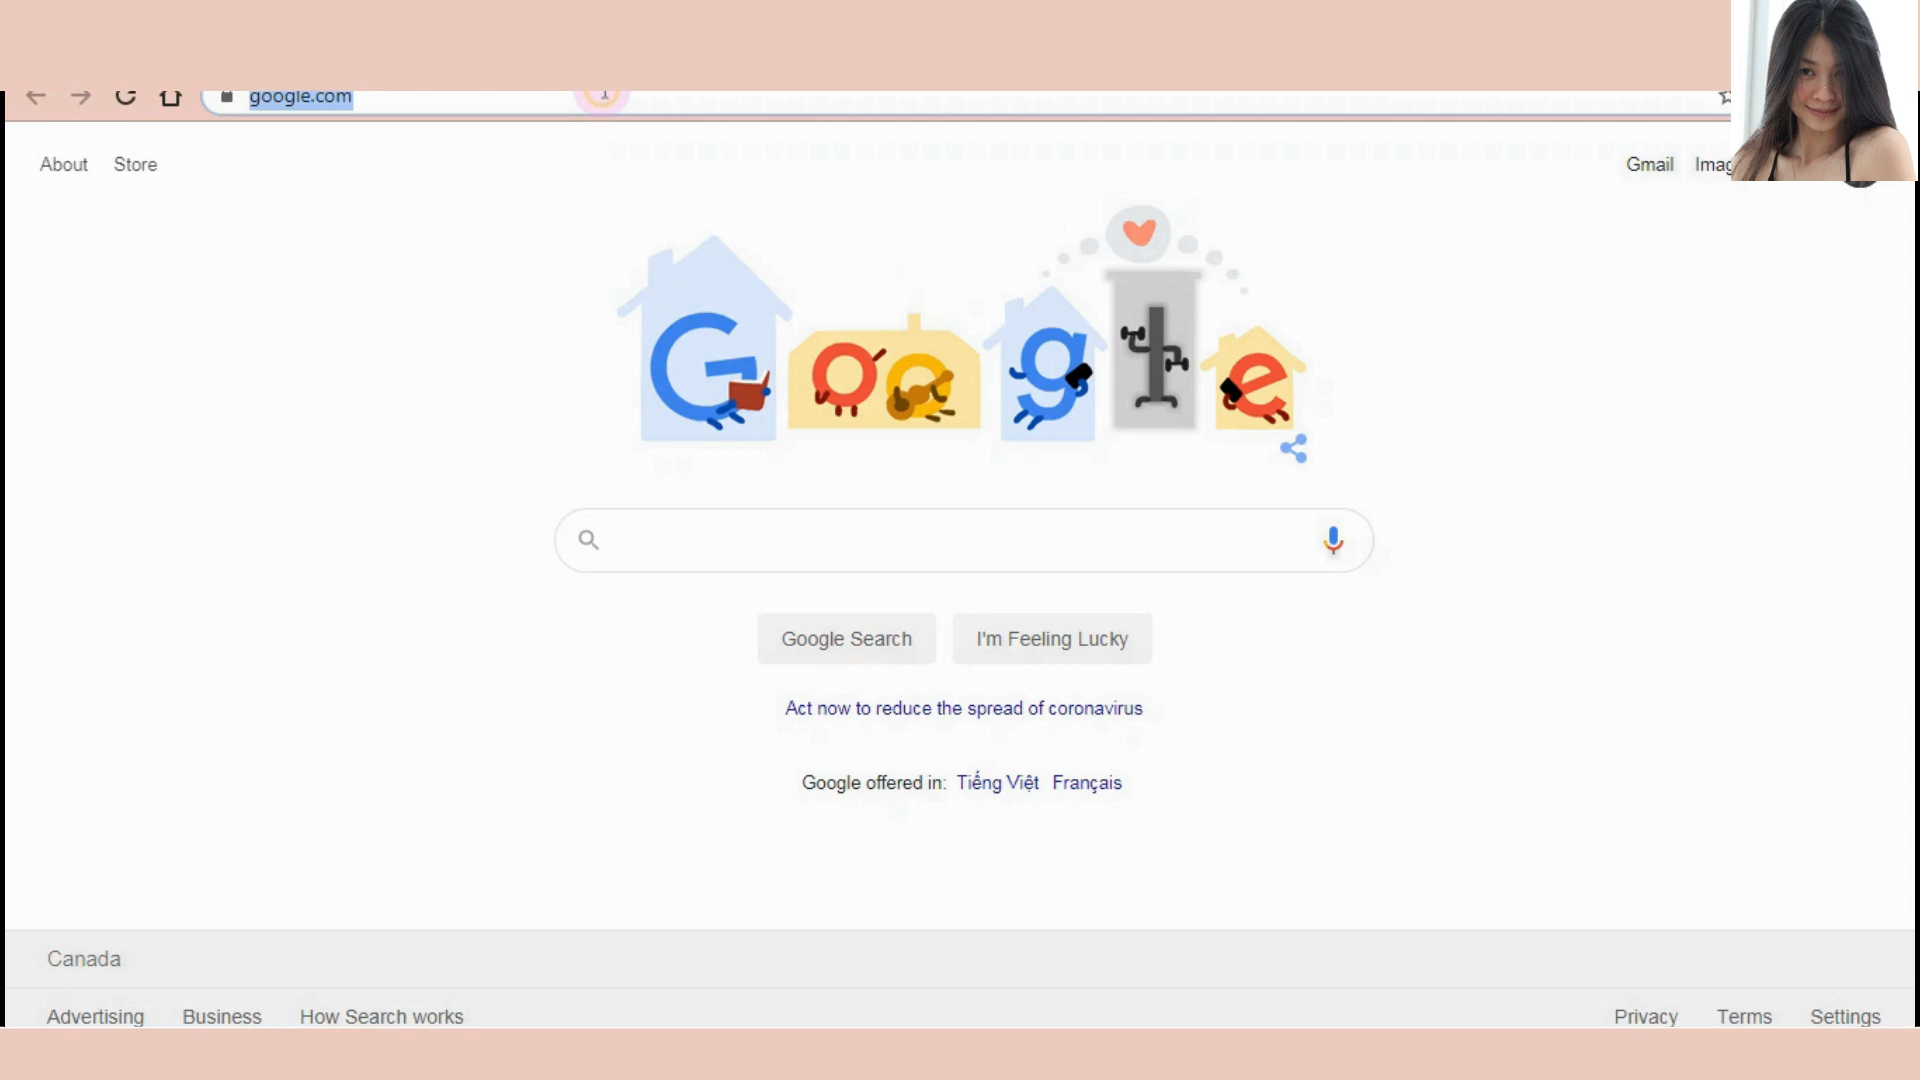 google.com
About Store Gmail
Google
Google Search I'm Feeling Lucky
Act now to reduce the spread of coronavirus
Google offered in: Tiếng Việt Français
Canada
Advertising Business How Search works Privacy Terms Settings